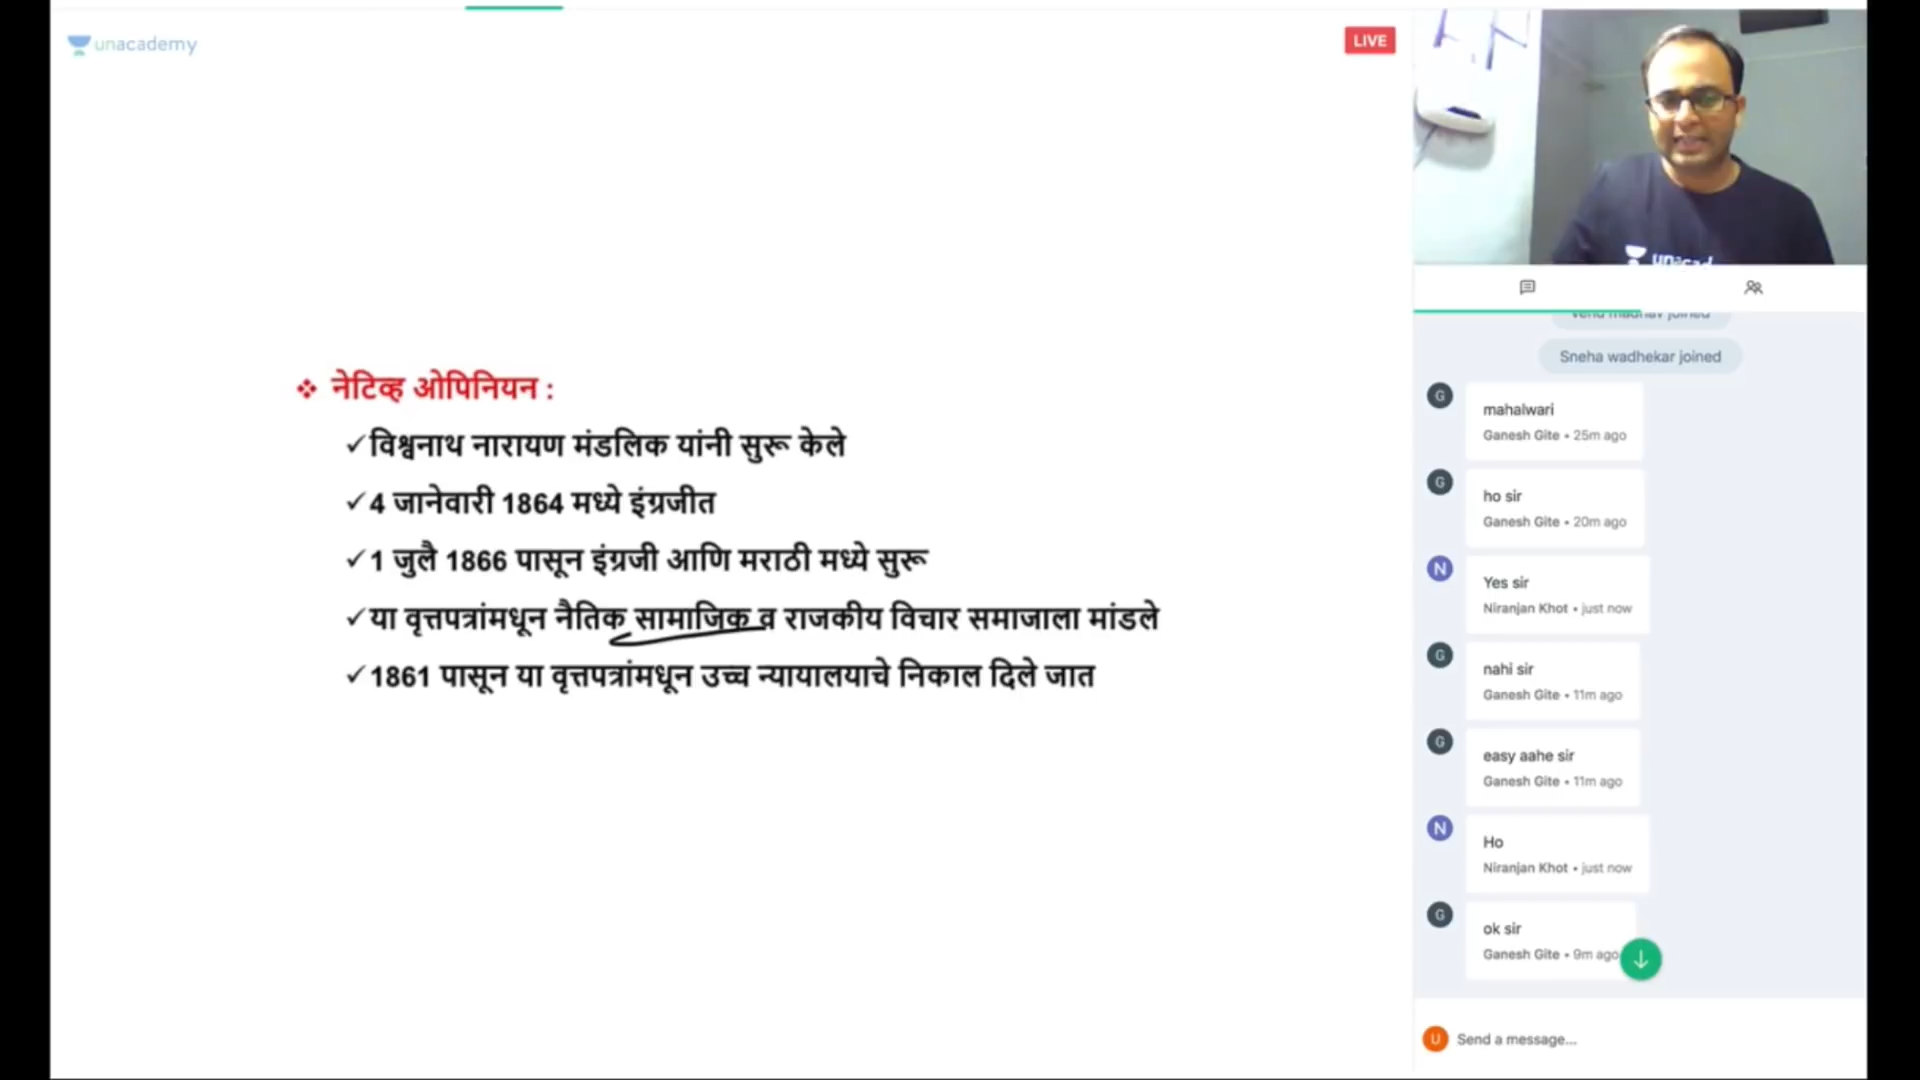 unacademy
LIVE
❖ नेटिव्ह ओपिनियन :
✓विश्वनाथ नारायण मंडलिक यांनी सुरू केले
✓4 जानेवारी 1864 मध्ये इंग्रजीत
✓1 जुलै 1866 पासून इंग्रजी आणि मराठी मध्ये सुरू
✓या वृत्तपत्रांमधून नैतिक सामाजिक व राजकीय विचार समाजाला मांडले
✓1861 पासून या वृत्तपत्रांमधून उच्च न्यायालयाचे निकाल दिले जात
unacad
joined
Sneha wadhekar joined
G
mahalwari
Ganesh Gite • 25m ago
G
ho sir
Ganesh Gite • 20m ago
N
Yes sir
Niranjan Khot • just now
G
nahi sir
Ganesh Gite • 11m ago
G
easy aahe sir
Ganesh Gite • 11m ago
N
Ho
Niranjan Khot • just now
G
ok sir
Ganesh Gite • 9m ago
U
Send a message...